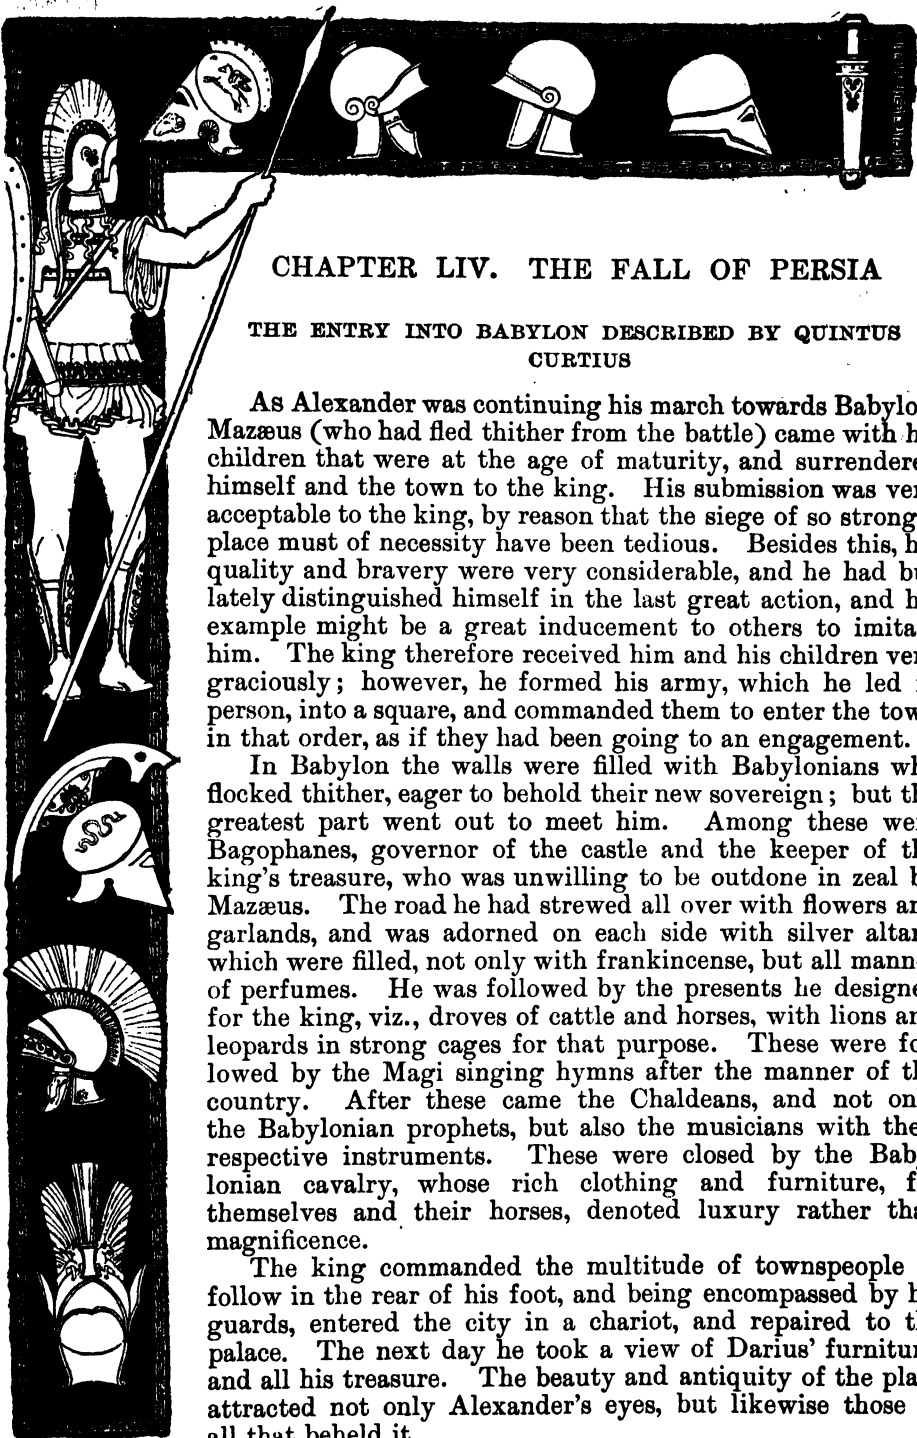 CHAPTER LIV. THE FALL OF PERSIA
THE ENTRY INTO BABYLON DESCRIBED BY QUINTUS
CURTIUS
As Alexander was continuing his march towards
Mazæus (who had fled thither from the battle) came with
children that were at the age of maturity, and
himself and the town to the king. His submission was
acceptable to the king, by reason that the siege of so strong
place must of necessity have been tedious. Besides this,
quality and bravery were very considerable, and he had
lately distinguished himself in the last great action, and
example might be a great inducement to others to
him. The king therefore received him and his children
graciously; however, he formed his army, which he led
person, into a square, and commanded them to enter the
in that order, as if they had been going to an engagement.
In Babylon the walls were filled with Babylonians
flocked thither, eager to behold their new sovereign; but
greatest part went out to meet him. Among these
Bagophanes, governor of the castle and the keeper of
king's treasure, who was unwilling to be outdone in zeal
Mazæus. The road he had strewed all over with flowers
garlands, and was adorned on each side with silver
which were filled, not only with frankincense, but all
of perfumes. He was followed by the presents he
for the king, viz., droves of cattle and horses, with lions
leopards in strong cages for that purpose. These were
lowed by the Magi singing hymns after the manner of
country. After these came the Chaldeans, and not
the Babylonian prophets, but also the musicians with
respective instruments. These were closed by the
lonian cavalry, whose rich clothing and furniture,
themselves and their horses, denoted luxury rather
magnificence.
The king commanded the multitude of townspeople
follow in the rear of his foot, and being encompassed by
guards, entered the city in a chariot, and repaired to
palace. The next day he took a view of Darius'
and all his treasure. The beauty and antiquity of the
attracted not only Alexander's eyes, but likewise those
all that beheld it.